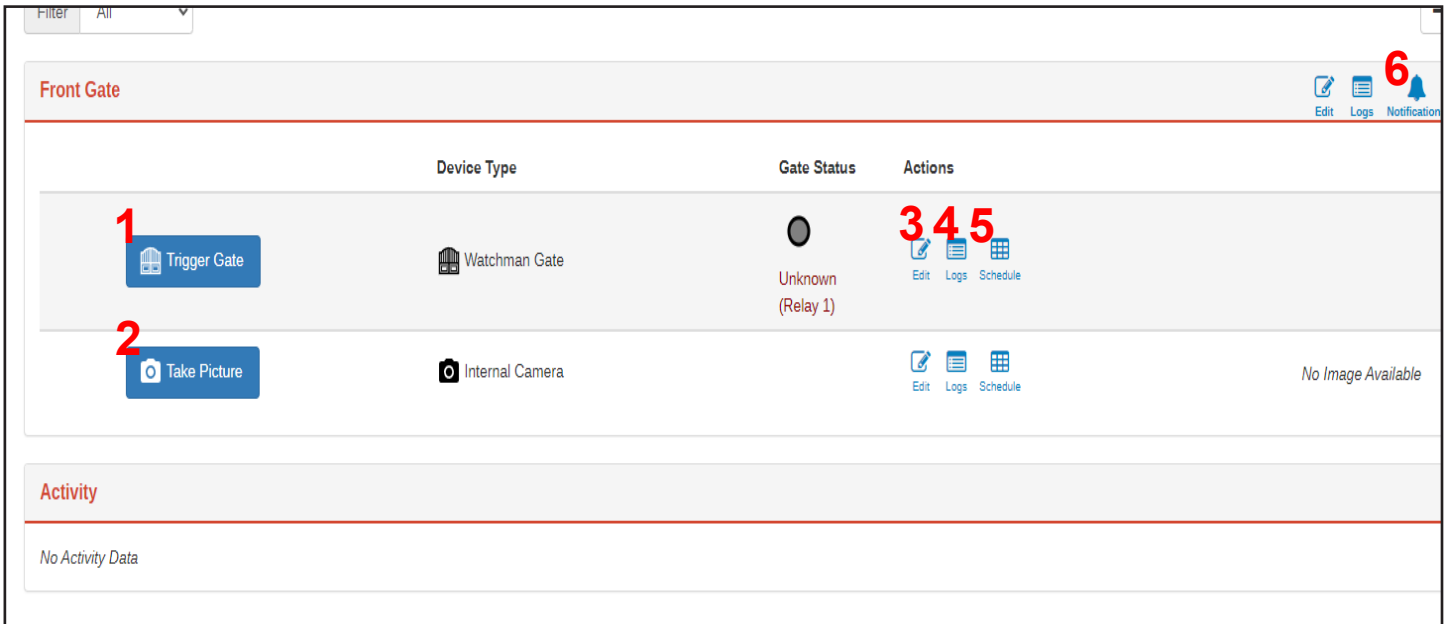 Filter All
6
Front Gate
Edit Logs Notification
Device Type Gate Status Actions
1 3 4 5
Trigger Gate Watchman Gate
Edit Logs Schedule
Unknown
(Relay 1)
2
Take Picture Internal Camera No Image Available
Edit Logs Schedule
Activity
No Activity Data